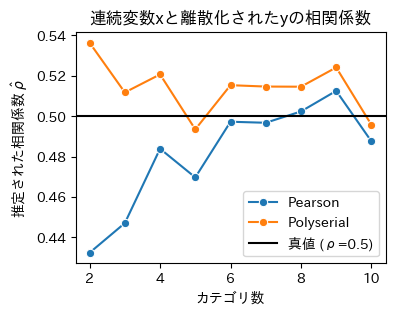 連続変数xと離散化されたyの相関係数
推定された相関係数 ρ̂
0.54
0.52
0.50
0.48
0.46
0.44
2
4
6
8
10
カテゴリ数
Pearson
Polyserial
真値 (ρ=0.5)